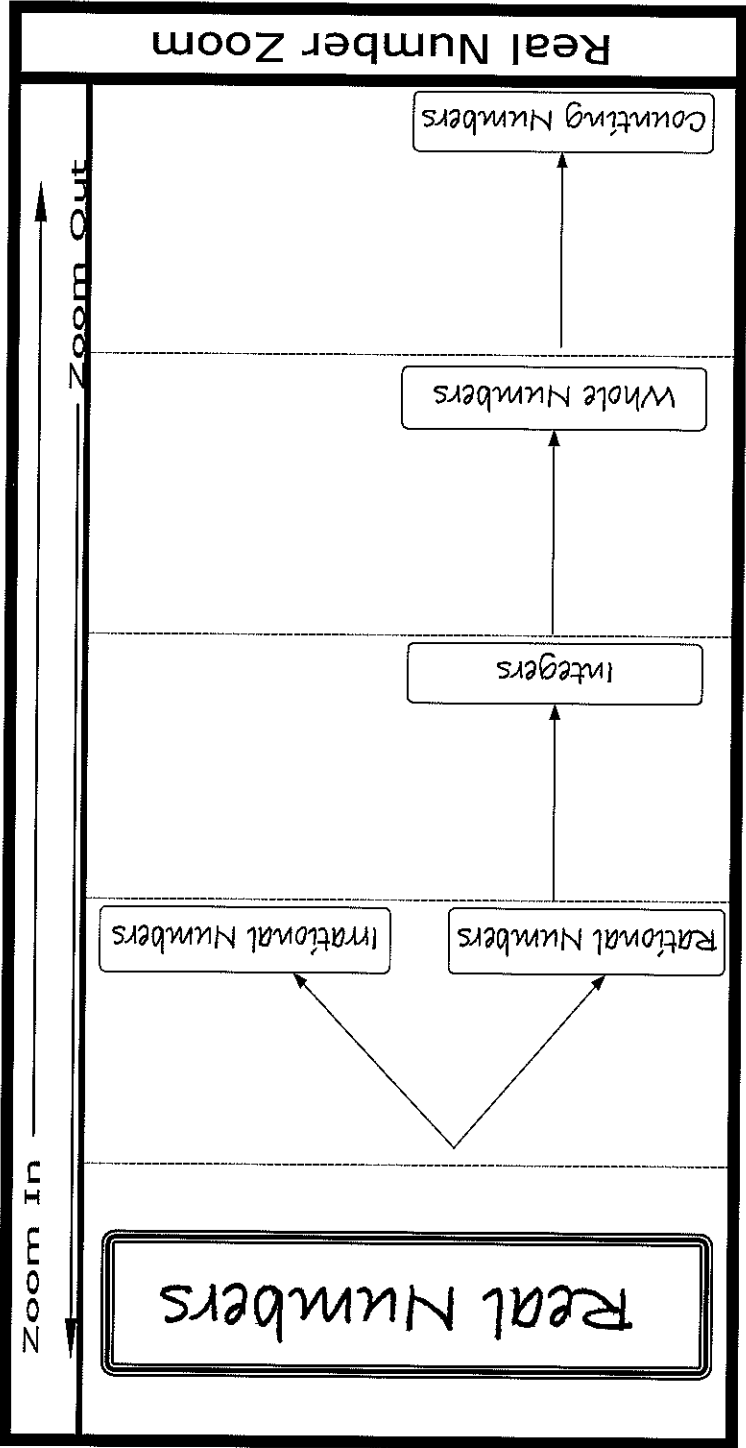 Real Numbers
Rational Numbers
Irrational Numbers
Integers
Whole Numbers
Counting Numbers
Zoom In
Zoom Out
Real Number Zoom